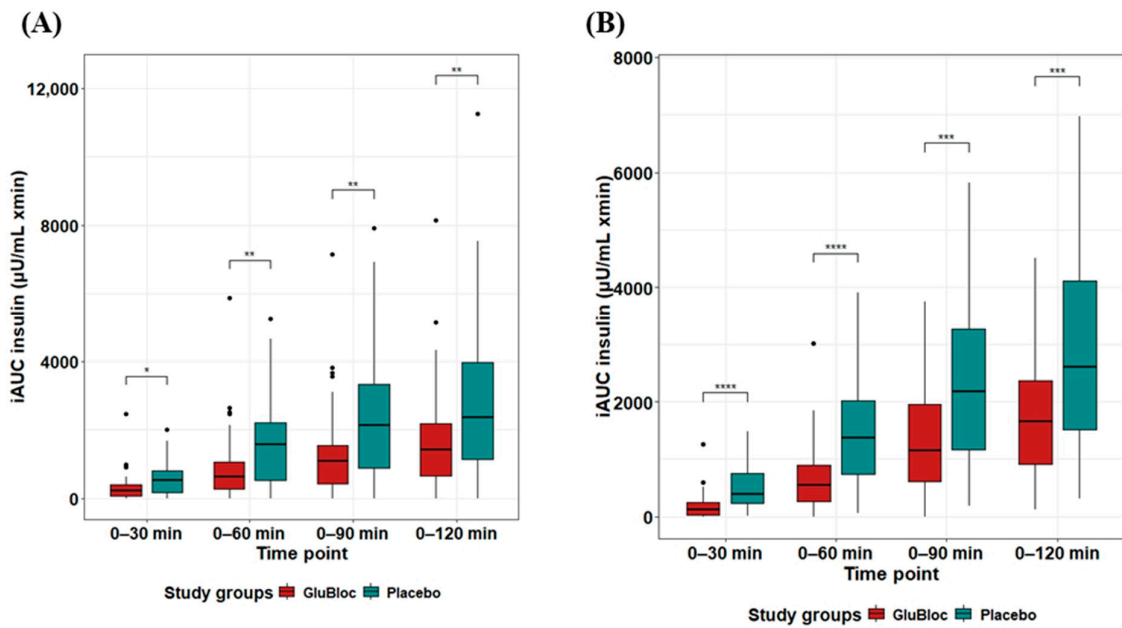 (A)
iAUC insulin (µU/mL xmin)
12,000
8000
4000
0
*
**
**
**
0–30 min 0–60 min 0–90 min 0–120 min
Time point
Study groups GluBloc Placebo
(B)
iAUC insulin (µU/mL xmin)
8000
6000
4000
2000
0
****
****
***
***
0–30 min 0–60 min 0–90 min 0–120 min
Time point
Study groups GluBloc Placebo